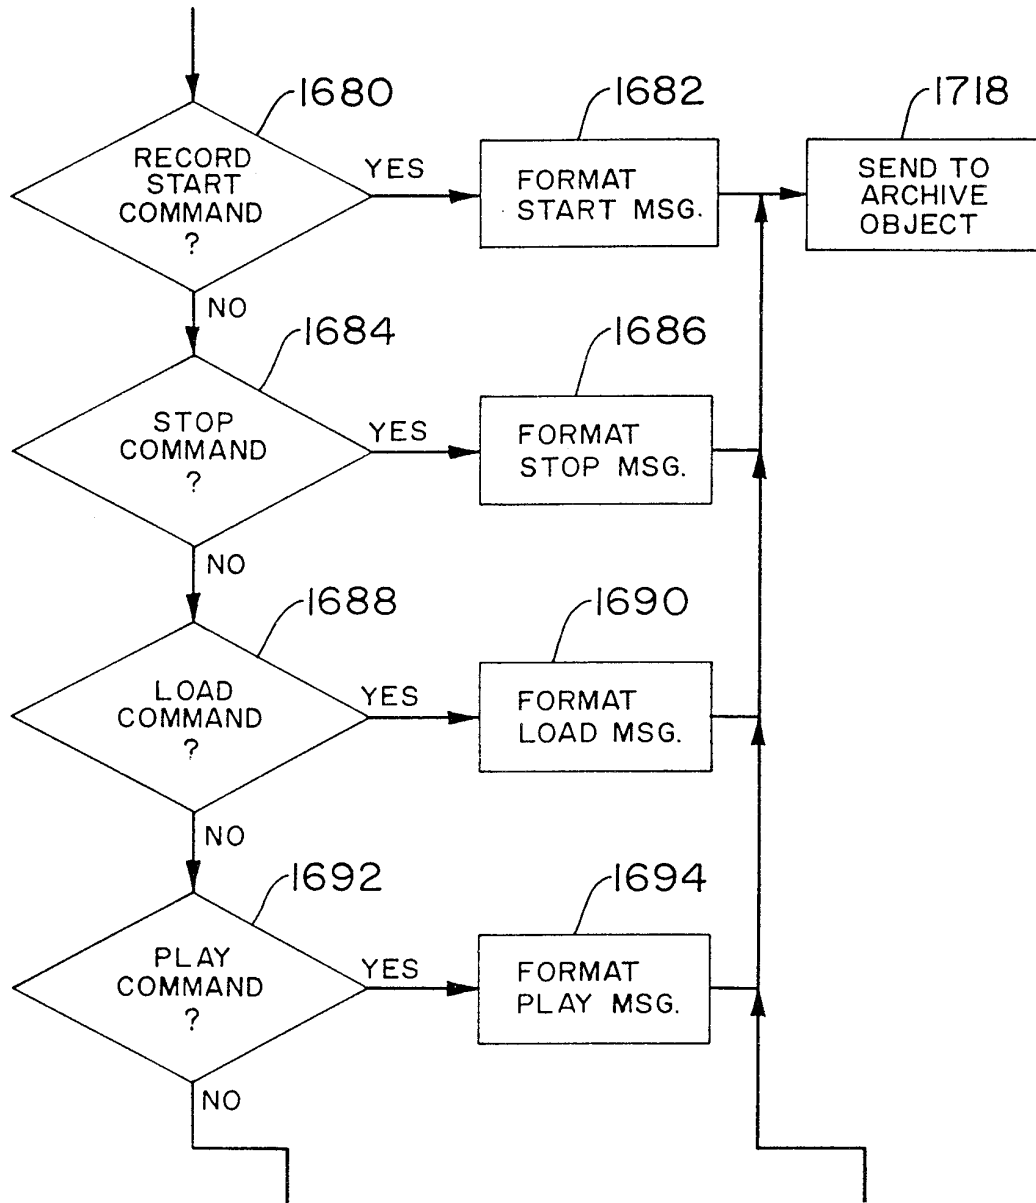 1680
1682
1718
RECORD
START
COMMAND
?
YES
FORMAT
START MSG.
SEND TO
ARCHIVE
OBJECT
NO
1684
1686
STOP
COMMAND
?
YES
FORMAT
STOP MSG.
NO
1688
1690
LOAD
COMMAND
?
YES
FORMAT
LOAD MSG.
NO
1692
1694
PLAY
COMMAND
?
YES
FORMAT
PLAY MSG.
NO